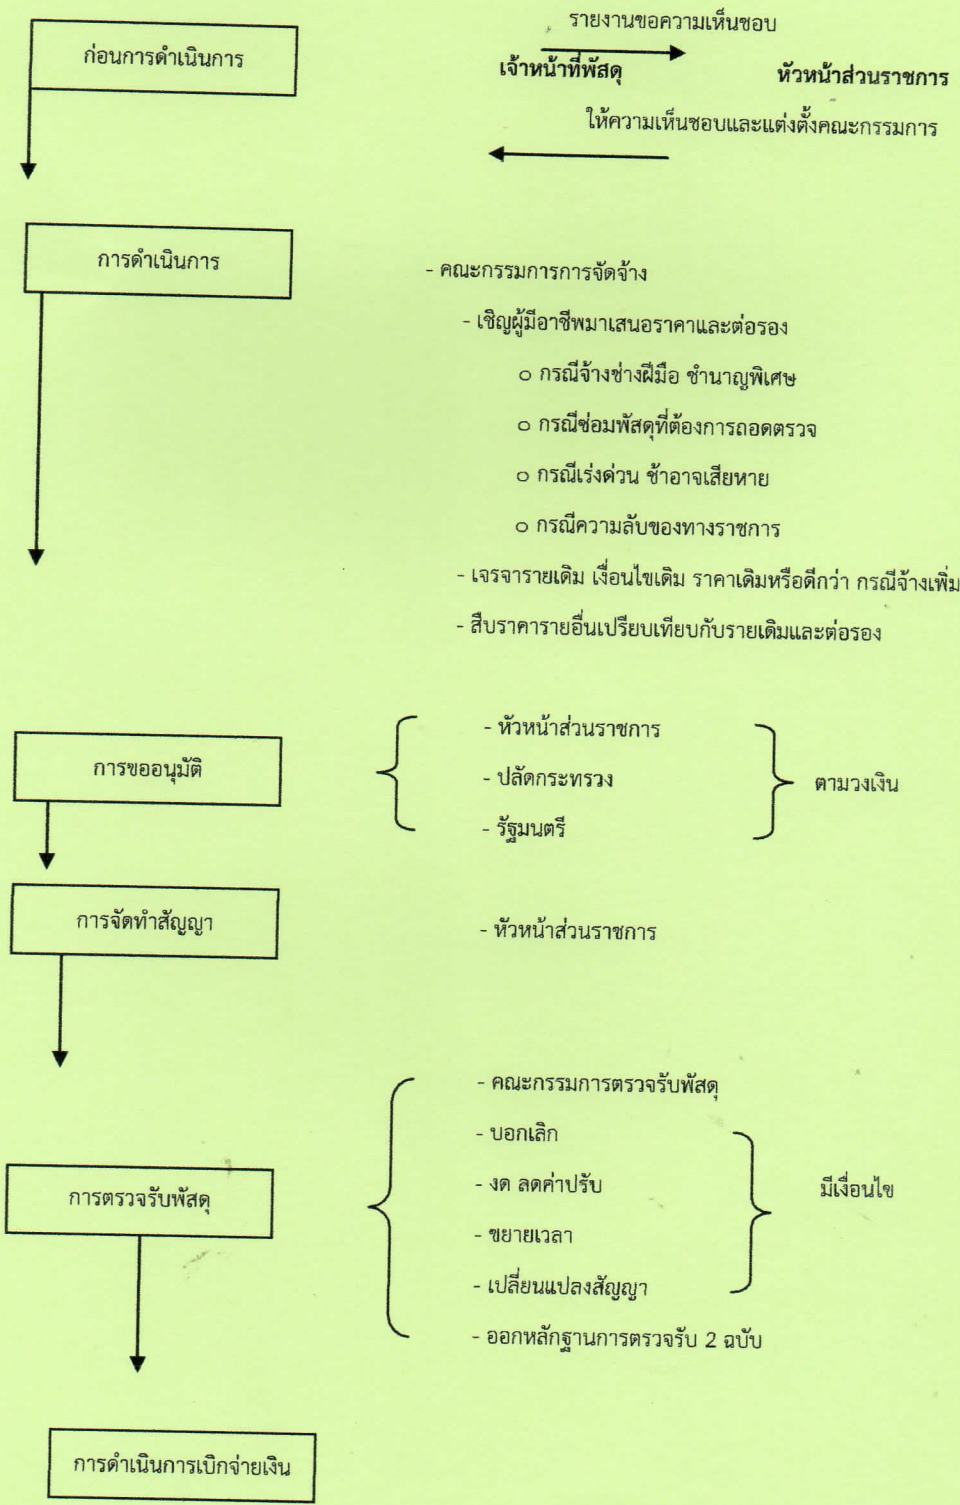 รายงานขอความเห็นชอบ
ก่อนการดำเนินการ
เจ้าหน้าที่พัสดุ หัวหน้าส่วนราชการ
ให้ความเห็นชอบและแต่งตั้งคณะกรรมการ
การดำเนินการ
- คณะกรรมการการจัดจ้าง
- เชิญผู้มีอาชีพมาเสนอราคาและต่อรอง
o กรณีจ้างช่างฝีมือ ชำนาญพิเศษ
o กรณีซ่อมพัสดุที่ต้องการถอดตรวจ
o กรณีเร่งด่วน ช้าอาจเสียหาย
o กรณีความลับของทางราชการ
- เจรจารายเดิม เงื่อนไขเดิม ราคาเดิมหรือดีกว่า กรณีจ้างเพิ่ม
- สืบราคารายอื่นเปรียบเทียบกับรายเดิมและต่อรอง
การขออนุมัติ
- หัวหน้าส่วนราชการ
- ปลัดกระทรวง
- รัฐมนตรี
ตามวงเงิน
การจัดทำสัญญา
- หัวหน้าส่วนราชการ
การตรวจรับพัสดุ
- คณะกรรมการตรวจรับพัสดุ
- บอกเลิก
- งด ลดค่าปรับ
- ขยายเวลา
- เปลี่ยนแปลงสัญญา
มีเงื่อนไข
- ออกหลักฐานการตรวจรับ 2 ฉบับ
การดำเนินการเบิกจ่ายเงิน